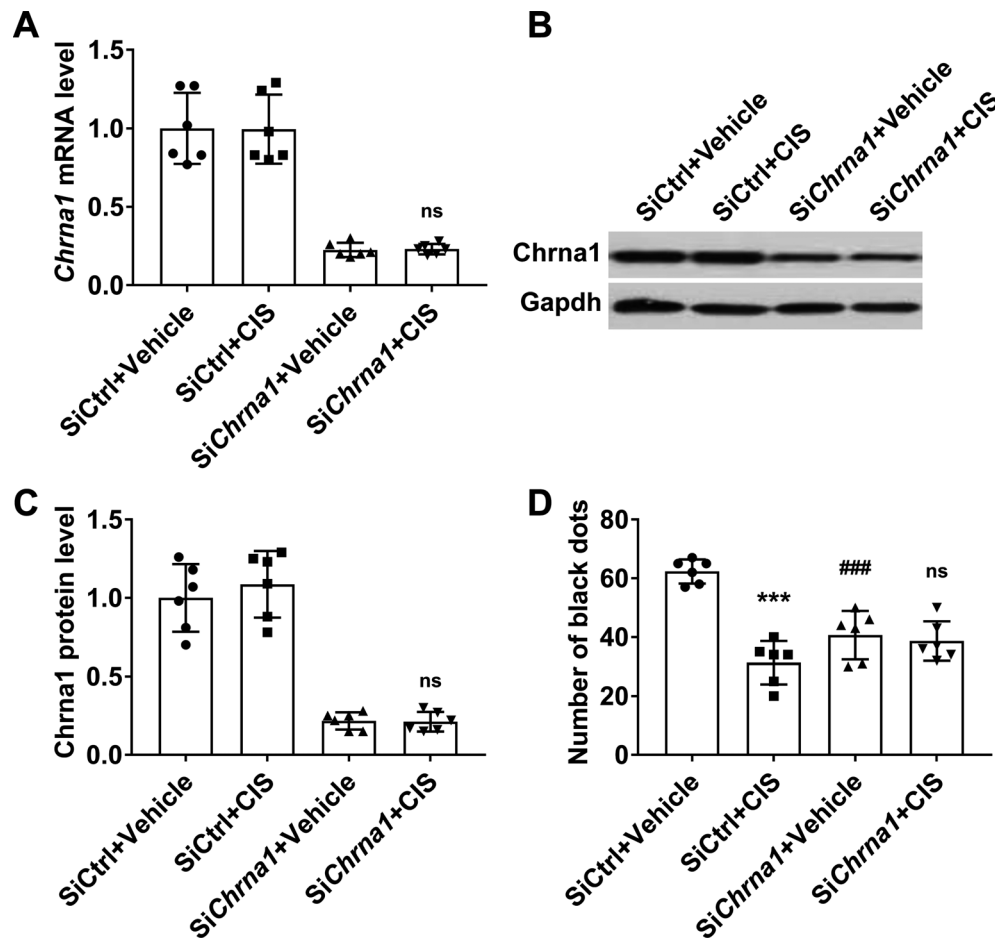 A
Chrna1 mRNA level
1.5
1.0
0.5
0.0
ns
SiCtrl+Vehicle
SiCtrl+CIS
SiChrna1+Vehicle
SiChrna1+CIS
B
SiCtrl+Vehicle
SiCtrl+CIS
SiChrna1+Vehicle
SiChrna1+CIS
Chrna1
Gapdh
C
Chrna1 protein level
1.5
1.0
0.5
0.0
ns
SiCtrl+Vehicle
SiCtrl+CIS
SiChrna1+Vehicle
SiChrna1+CIS
D
Number of black dots
80
60
40
20
0
***
###
ns
SiCtrl+Vehicle
SiCtrl+CIS
SiChrna1+Vehicle
SiChrna1+CIS